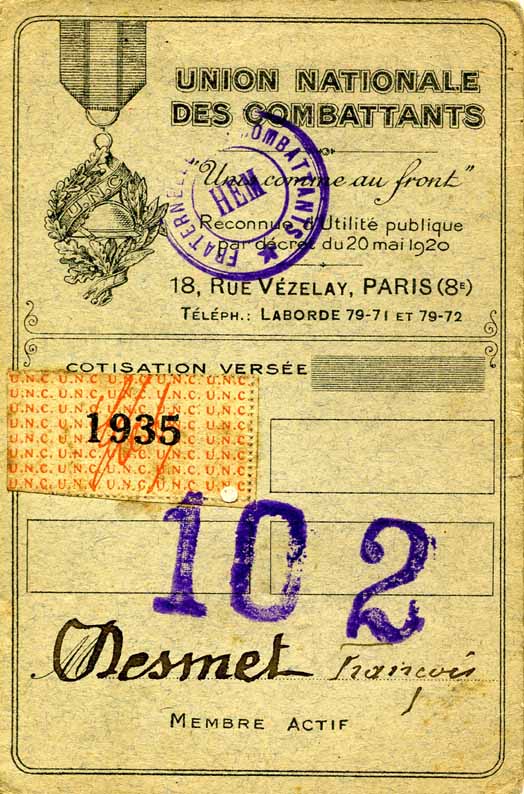 UNION NATIONALE
DES COMBATTANTS
"Unis comme au front"
FRATERNELLE COMBATTANTS
HEM
U.N.C.
Reconnue d'Utilité publique
par décret du 20 mai 1920
18, RUE VÉZELAY, PARIS (8E)
TÉLÉPH.: LABORDE 79-71 ET 79-72
COTISATION VERSÉE
U.N.C. U.N.C. U.N.C. U.N.C. U.N.C.
1935
102
Desmet François
MEMBRE ACTIF